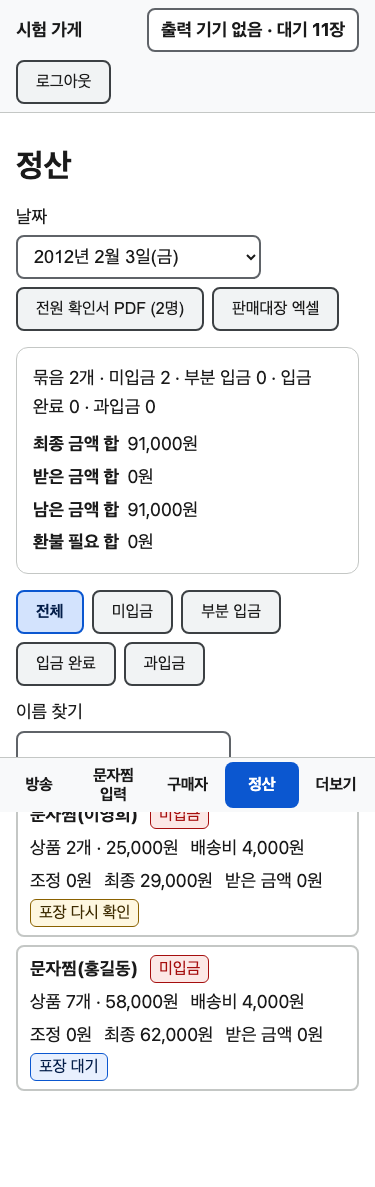 시험 가게
출력 기기 없음 · 대기 11장
로그아웃
정산
날짜
2012년 2월 3일(금)
전원 확인서 PDF (2명)
판매대장 엑셀
묶음 2개 · 미입금 2 · 부분 입금 0 · 입금
완료 0 · 과입금 0
최종 금액 합 91,000원
받은 금액 합 0원
남은 금액 합 91,000원
환불 필요 합 0원
전체
미입금
부분 입금
입금 완료
과입금
이름 찾기
방송
문자찜
입력
구매자
정산
더보기
문자찜(이영희) 미입금
상품 2개 · 25,000원 배송비 4,000원
조정 0원 최종 29,000원 받은 금액 0원
포장 다시 확인
문자찜(홍길동) 미입금
상품 7개 · 58,000원 배송비 4,000원
조정 0원 최종 62,000원 받은 금액 0원
포장 대기